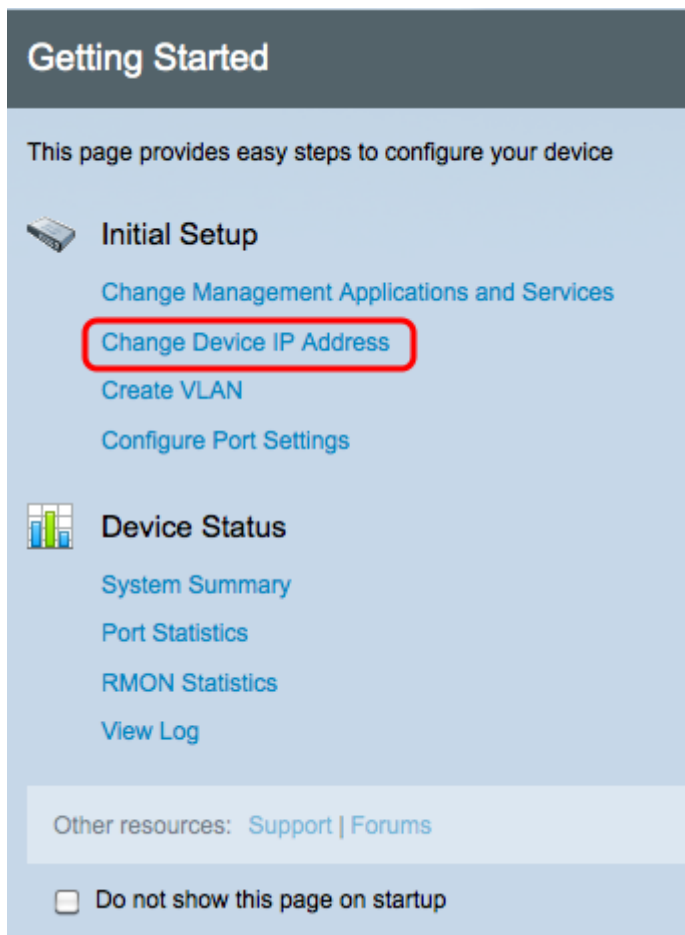 Getting Started
This page provides easy steps to configure your device
Initial Setup
Change Management Applications and Services
Change Device IP Address
Create VLAN
Configure Port Settings
Device Status
System Summary
Port Statistics
RMON Statistics
View Log
Other resources: Support | Forums
Do not show this page on startup